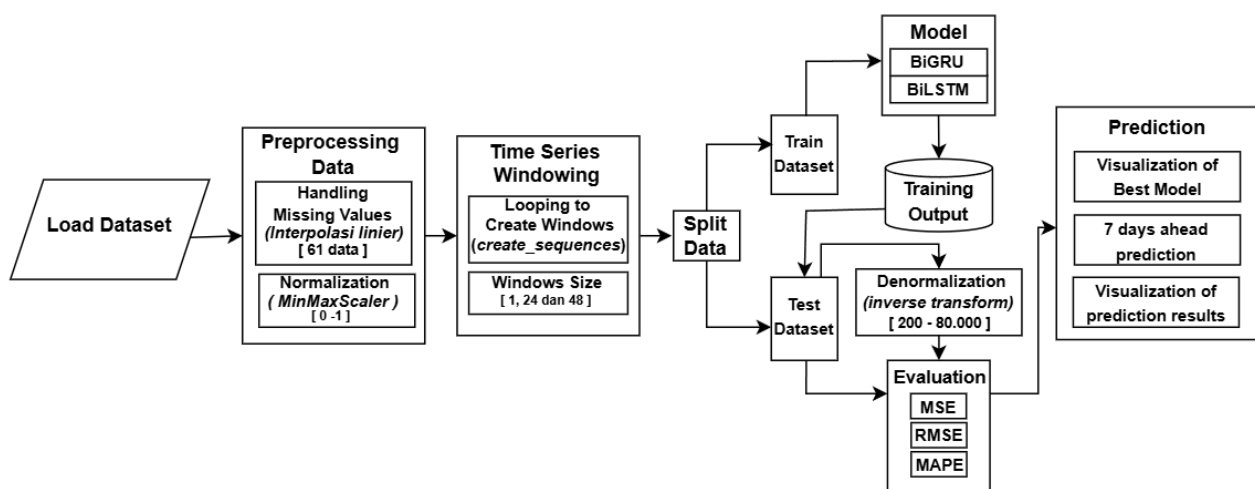 Load Dataset
Preprocessing
Data
Handling
Missing Values
(Interpolasi linier)
[ 61 data ]
Normalization
( MinMaxScaler )
[ 0 -1 ]
Time Series
Windowing
Looping to
Create Windows
(create_sequences)
Windows Size
[ 1, 24 dan 48 ]
Split
Data
Train
Dataset
Test
Dataset
Model
BiGRU
BiLSTM
Training
Output
Denormalization
(inverse transform)
[ 200 - 80.000 ]
Evaluation
MSE
RMSE
MAPE
Prediction
Visualization of
Best Model
7 days ahead
prediction
Visualization of
prediction results